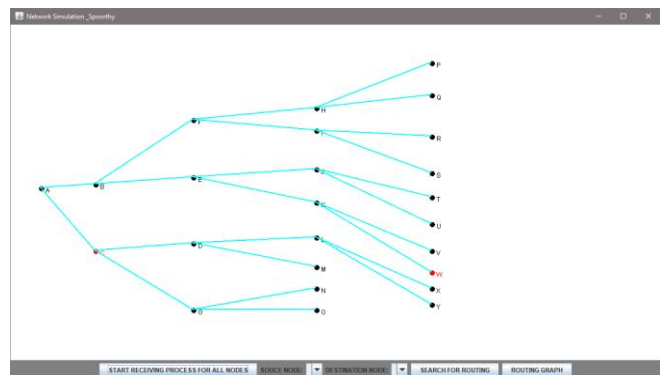 Network Simulation _Spoorthy
P
Q
H
F
R
I
S
J
E
B
A
T
K
U
L
V
C
D
M
W
N
X
G
O
Y
START RECEIVING PROCESS FOR ALL NODES SOUCE NODE: DESTINATION NODE: SEARCH FOR ROUTING ROUTING GRAPH